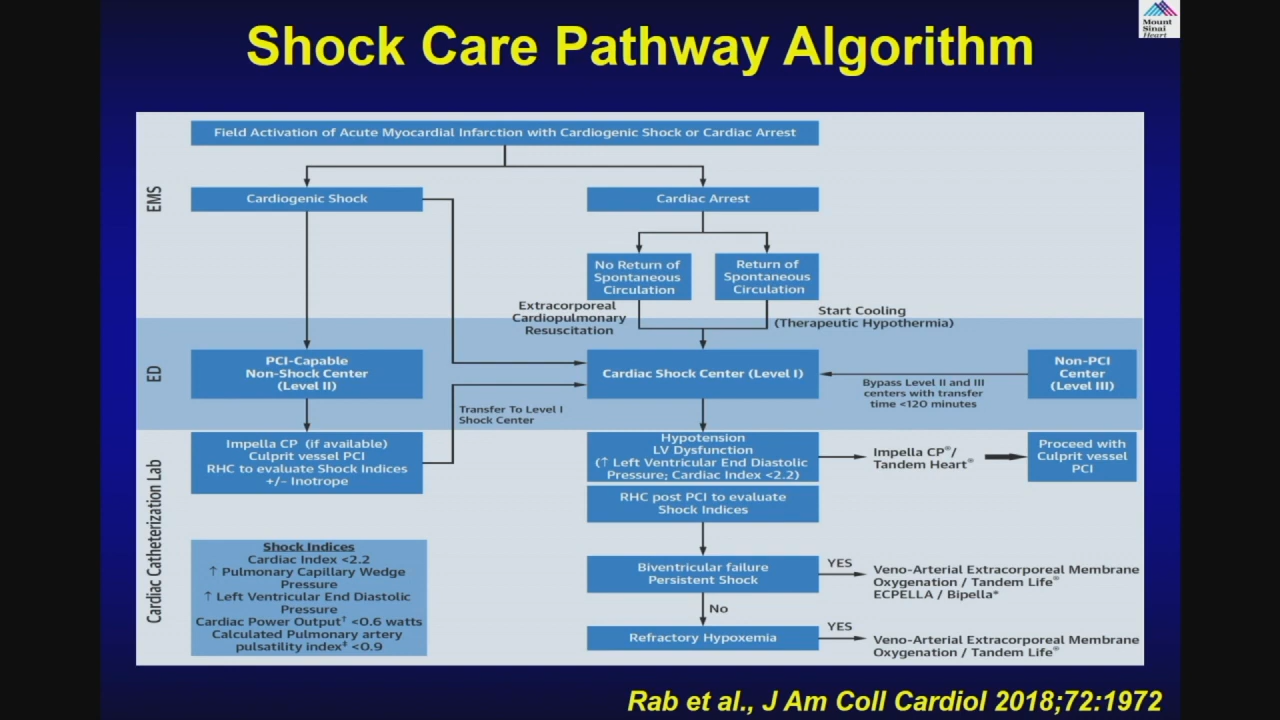 Mount
Sinai
Heart
Shock Care Pathway Algorithm
Field Activation of Acute Myocardial Infarction with Cardiogenic Shock or Cardiac Arrest
EMS
Cardiogenic Shock
Cardiac Arrest
No Return of
Spontaneous
Circulation
Return of
Spontaneous
Circulation
Extracorporeal
Cardiopulmonary
Resuscitation
Start Cooling
(Therapeutic Hypothermia)
ED
PCI-Capable
Non-Shock Center
(Level II)
Cardiac Shock Center (Level I)
Non-PCI
Center
(Level III)
Bypass Level II and III
centers with transfer
time <120 minutes
Transfer To Level I
Shock Center
Cardiac Catheterization Lab
Impella CP (if available)
Culprit vessel PCI
RHC to evaluate Shock Indices
+/– Inotrope
Hypotension
LV Dysfunction
(↑ Left Ventricular End Diastolic
Pressure; Cardiac Index <2.2)
Impella CP®/
Tandem Heart®
Proceed with
Culprit vessel
PCI
RHC post PCI to evaluate
Shock Indices
Shock Indices
Cardiac Index <2.2
↑ Pulmonary Capillary Wedge
Pressure
↑ Left Ventricular End Diastolic
Pressure
Cardiac Power Output† <0.6 watts
Calculated Pulmonary artery
pulsatility index‡ <0.9
Biventricular failure
Persistent Shock
YES
Veno-Arterial Extracorporeal Membrane
Oxygenation / Tandem Life®
ECPELLA / Bipella*
No
Refractory Hypoxemia
YES
Veno-Arterial Extracorporeal Membrane
Oxygenation / Tandem Life®
Rab et al., J Am Coll Cardiol 2018;72:1972